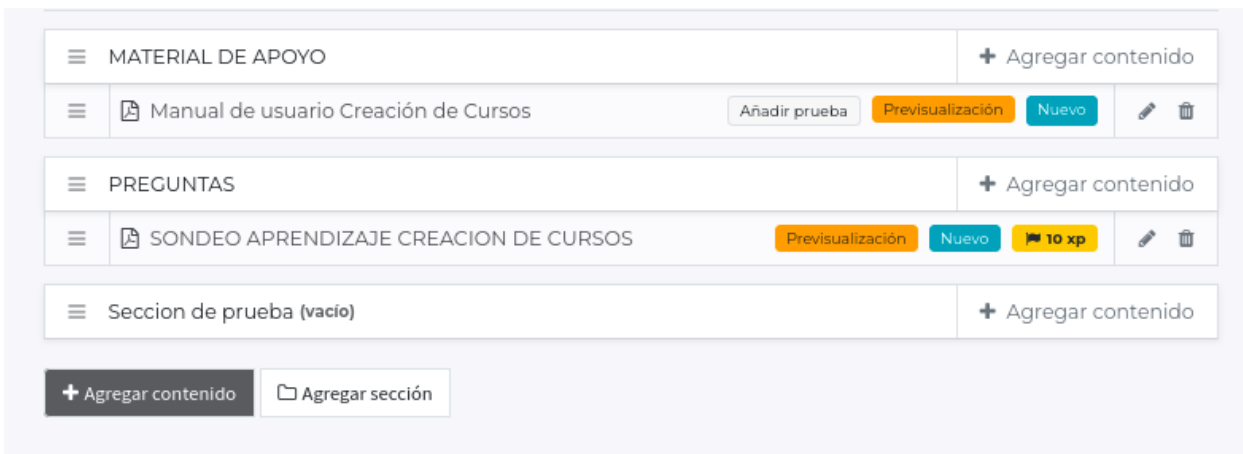 MATERIAL DE APOYO + Agregar contenido
Manual de usuario Creación de Cursos Añadir prueba Previsualización Nuevo
PREGUNTAS + Agregar contenido
SONDEO APRENDIZAJE CREACION DE CURSOS Previsualización Nuevo 10 xp
Seccion de prueba (vacío) + Agregar contenido
+ Agregar contenido Agregar sección